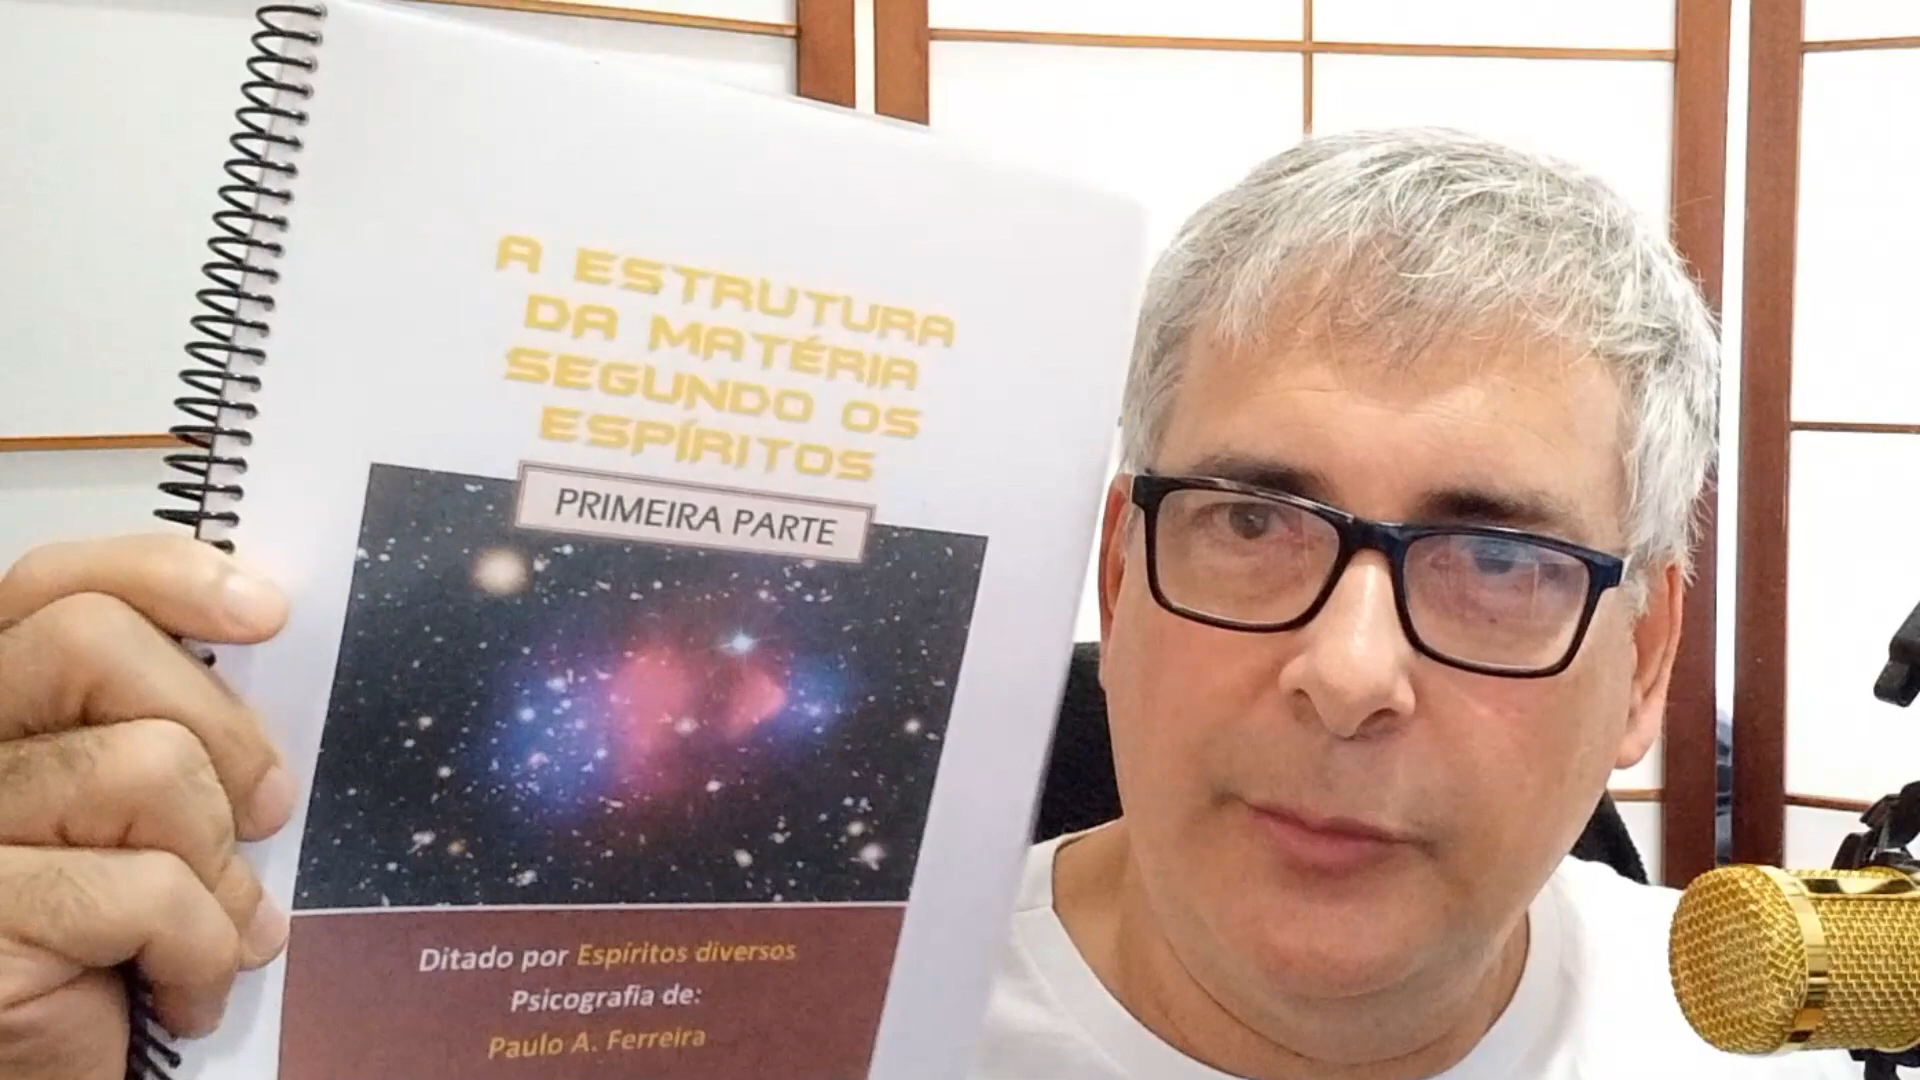 A ESTRUTURA
DA MATÉRIA
SEGUNDO OS
ESPÍRITOS
PRIMEIRA PARTE
Ditado por Espíritos diversos
Psicografia de:
Paulo A. Ferreira